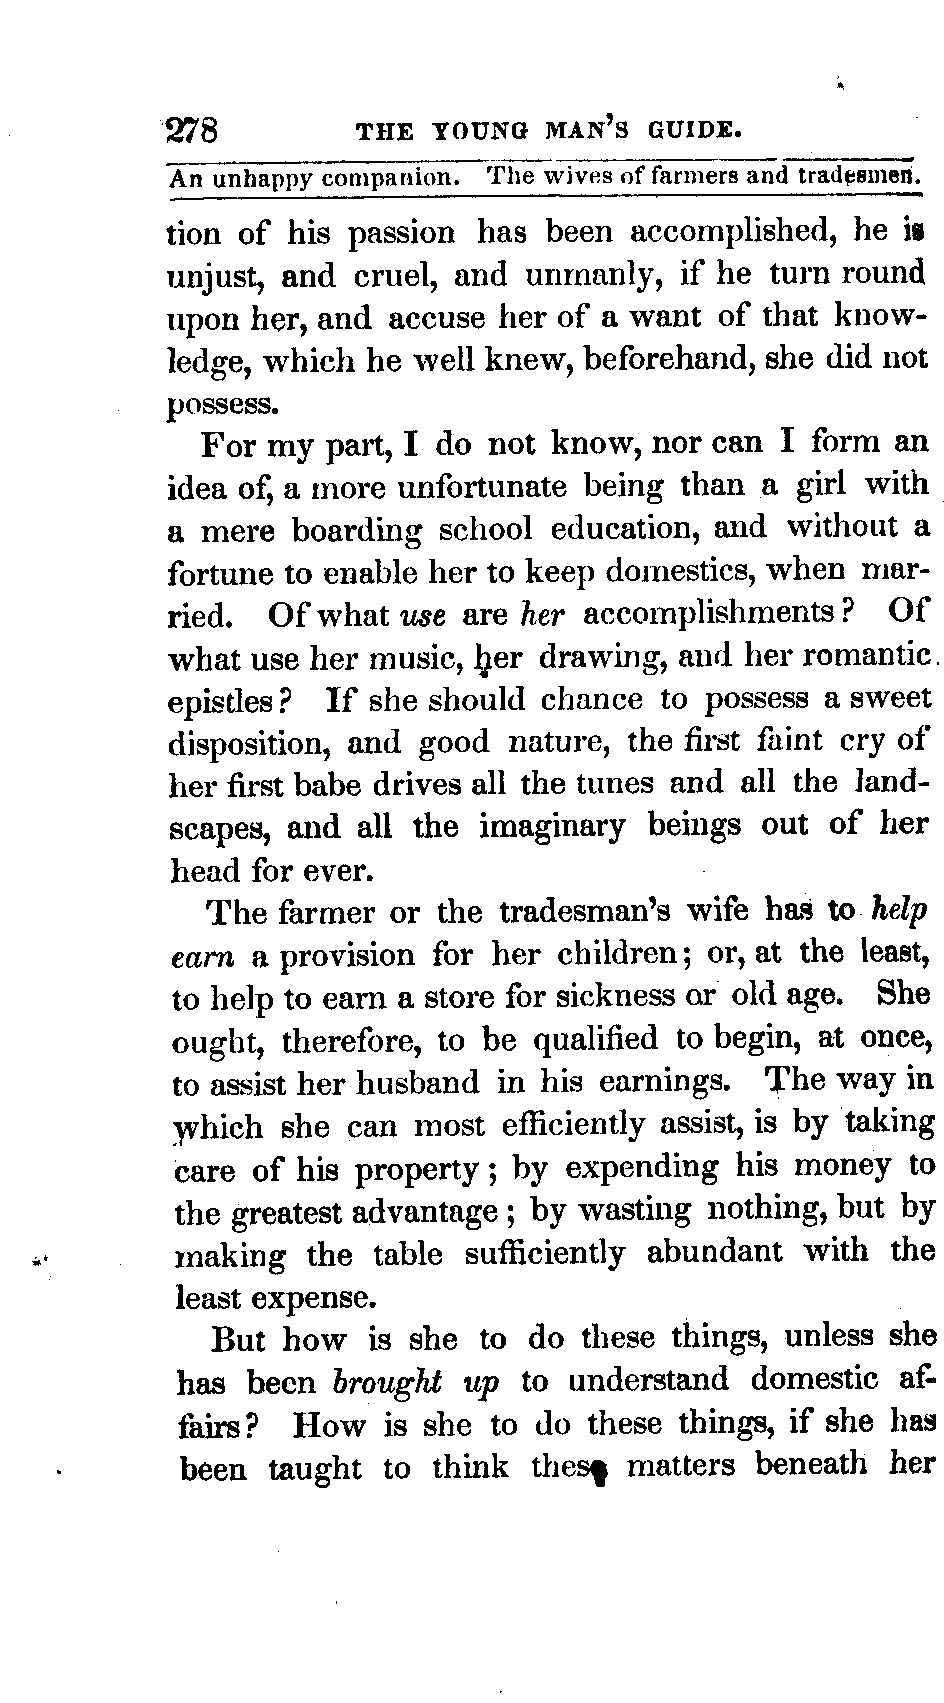 278 THE YOUNG MAN'S GUIDE.
An unhappy companion. The wives of farmers and tradesmen.
tion of his passion has been accomplished, he is
unjust, and cruel, and unmanly, if he turn round
upon her, and accuse her of a want of that know-
ledge, which he well knew, beforehand, she did not
possess.
For my part, I do not know, nor can I form an
idea of, a more unfortunate being than a girl with
a mere boarding school education, and without a
fortune to enable her to keep domestics, when mar-
ried. Of what use are her accomplishments? Of
what use her music, her drawing, and her romantic
epistles? If she should chance to possess a sweet
disposition, and good nature, the first faint cry of
her first babe drives all the tunes and all the land-
scapes, and all the imaginary beings out of her
head for ever.
The farmer or the tradesman's wife has to help
earn a provision for her children; or, at the least,
to help to earn a store for sickness or old age. She
ought, therefore, to be qualified to begin, at once,
to assist her husband in his earnings. The way in
which she can most efficiently assist, is by taking
care of his property; by expending his money to
the greatest advantage; by wasting nothing, but by
making the table sufficiently abundant with the
least expense.
But how is she to do these things, unless she
has been brought up to understand domestic af-
fairs? How is she to do these things, if she has
been taught to think these matters beneath her